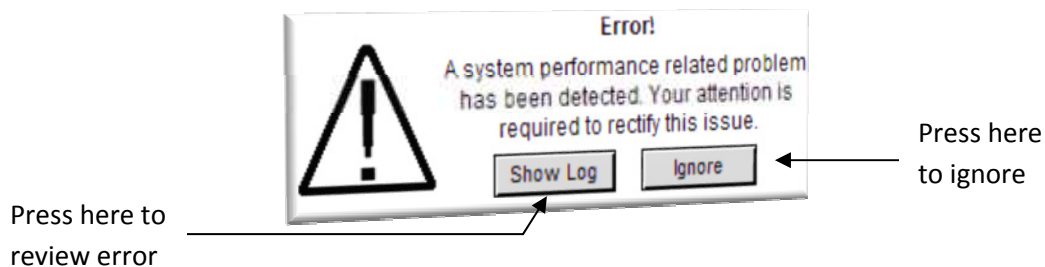 Error!
A system performance related problem
has been detected. Your attention is
required to rectify this issue.
Show Log
Ignore
Press here
to ignore
Press here to
review error